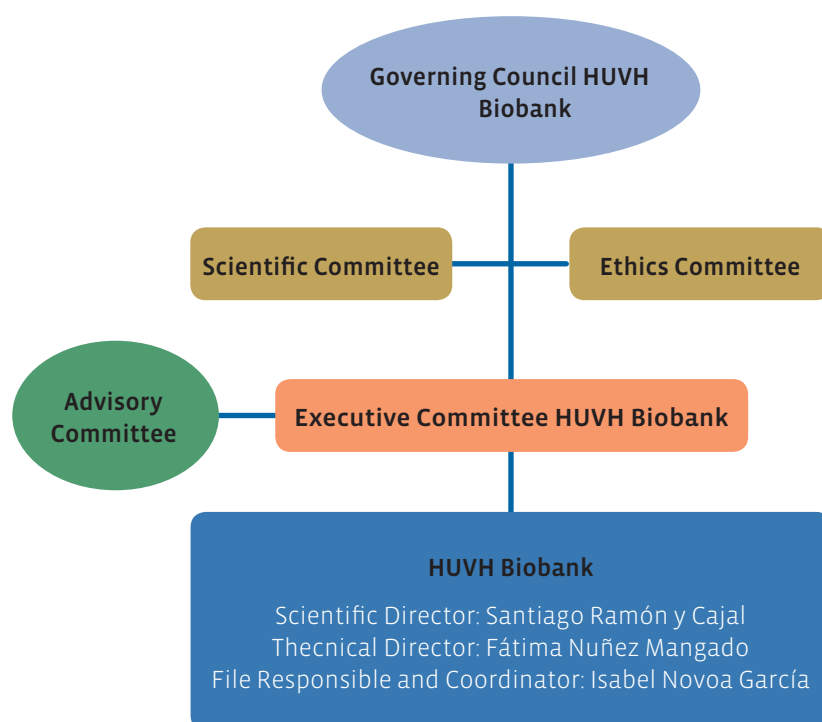 Governing Council HUVH
Biobank
Scientific Committee
Ethics Committee
Advisory
Committee
Executive Committee HUVH Biobank
HUVH Biobank
Scientific Director: Santiago Ramón y Cajal
Thecnical Director: Fátima Nuñez Mangado
File Responsible and Coordinator: Isabel Novoa García